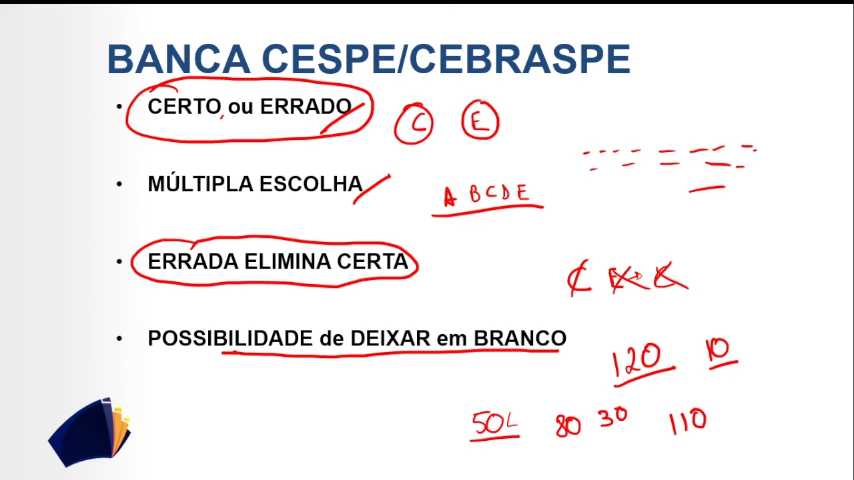 BANCA CESPE/CEBRASPE
• CERTO ou ERRADO
C E
• MÚLTIPLA ESCOLHA
A B C D E
• ERRADA ELIMINA CERTA
• POSSIBILIDADE de DEIXAR em BRANCO
120 10
50L 80 30 110